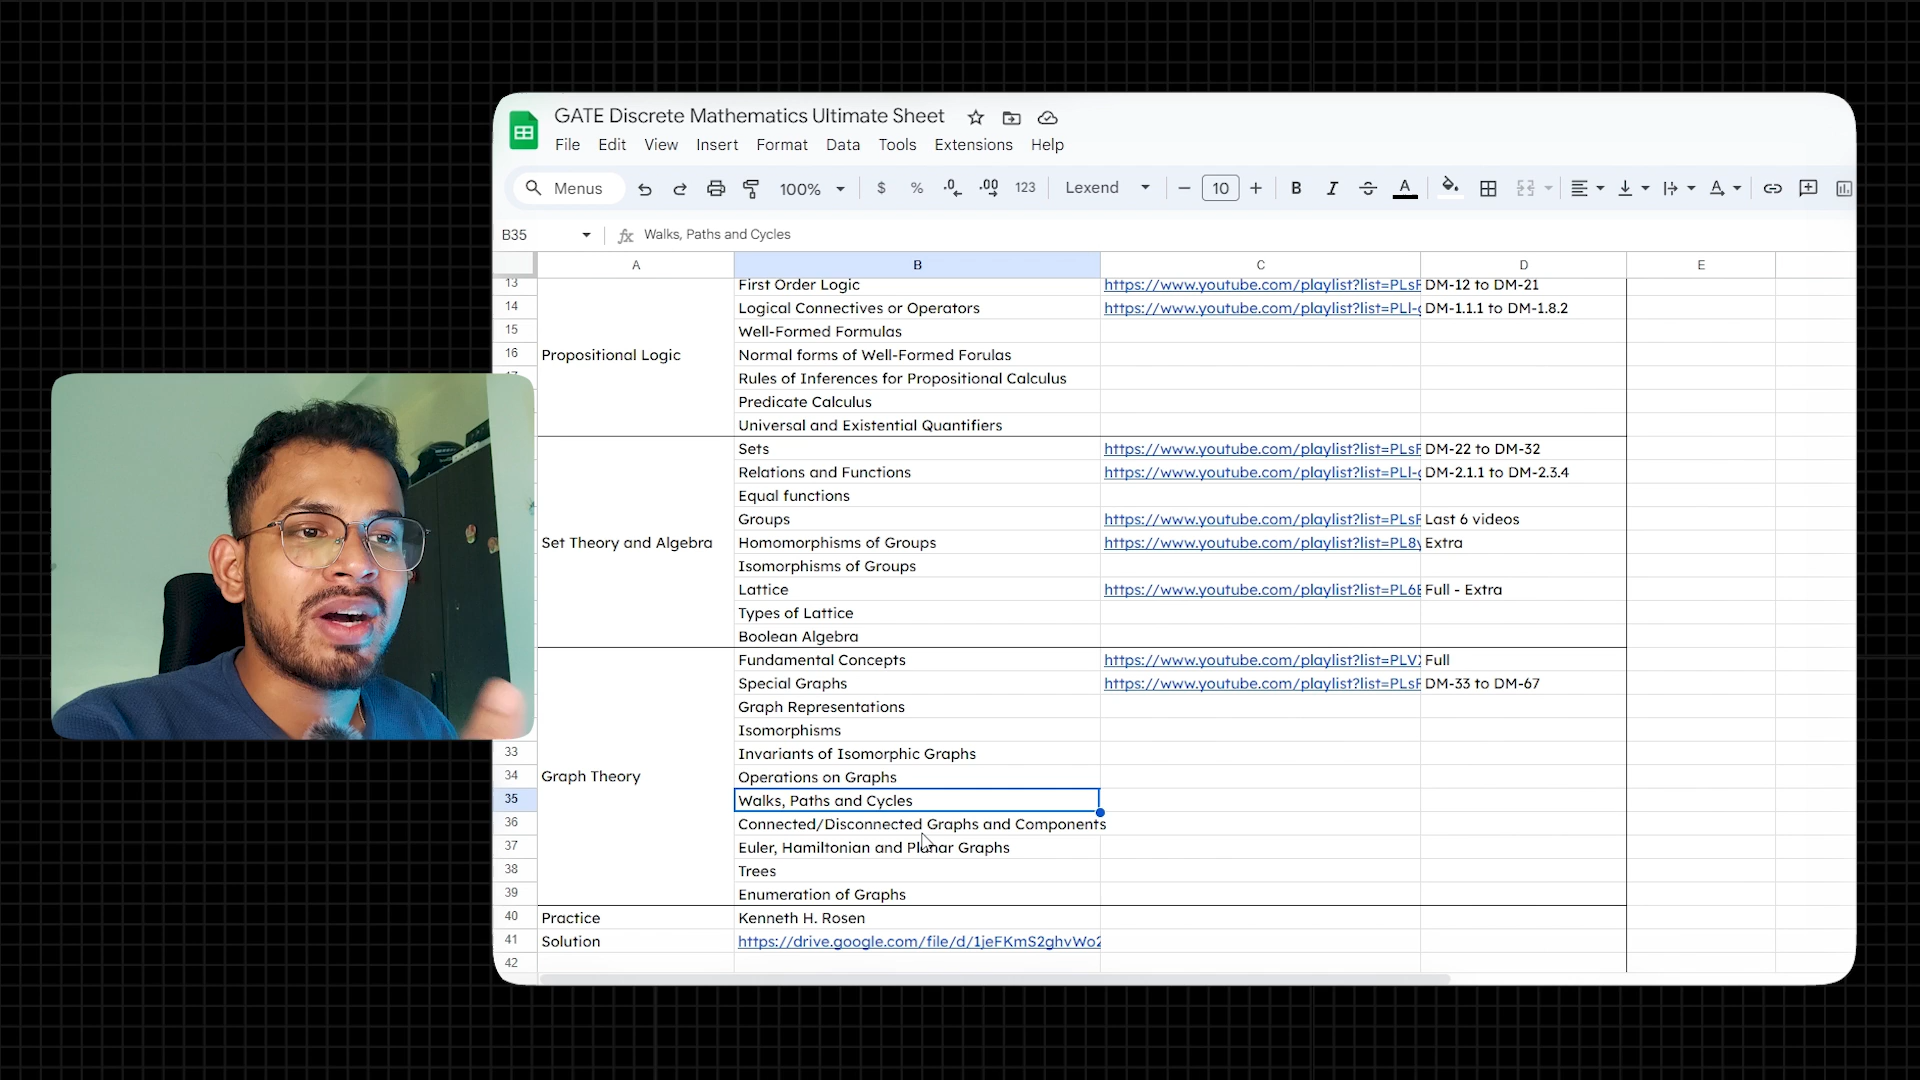 GATE Discrete Mathematics Ultimate Sheet
File Edit View Insert Format Data Tools Extensions Help
Menus 100% $ % .0 .00 123 Lexend 10 B I A
B35 fx Walks, Paths and Cycles
A B C D E
13 First Order Logic https://www.youtube.com/playlist?list=PLsF DM-12 to DM-21
14 Logical Connectives or Operators https://www.youtube.com/playlist?list=PLl- DM-1.1.1 to DM-1.8.2
15 Well-Formed Formulas
16 Propositional Logic Normal forms of Well-Formed Forulas
17 Rules of Inferences for Propositional Calculus
Predicate Calculus
Universal and Existential Quantifiers
Sets https://www.youtube.com/playlist?list=PLsF DM-22 to DM-32
Relations and Functions https://www.youtube.com/playlist?list=PLl- DM-2.1.1 to DM-2.3.4
Equal functions
Groups https://www.youtube.com/playlist?list=PLsF Last 6 videos
Set Theory and Algebra Homomorphisms of Groups https://www.youtube.com/playlist?list=PL8 Extra
Isomorphisms of Groups
Lattice https://www.youtube.com/playlist?list=PL6 Full - Extra
Types of Lattice
Boolean Algebra
Fundamental Concepts https://www.youtube.com/playlist?list=PLV Full
Special Graphs https://www.youtube.com/playlist?list=PLsF DM-33 to DM-67
Graph Representations
Isomorphisms
33 Invariants of Isomorphic Graphs
34 Graph Theory Operations on Graphs
35 Walks, Paths and Cycles
36 Connected/Disconnected Graphs and Components
37 Euler, Hamiltonian and Planar Graphs
38 Trees
39 Enumeration of Graphs
40 Practice Kenneth H. Rosen
41 Solution https://drive.google.com/file/d/1jeFKmS2ghvWo2
42